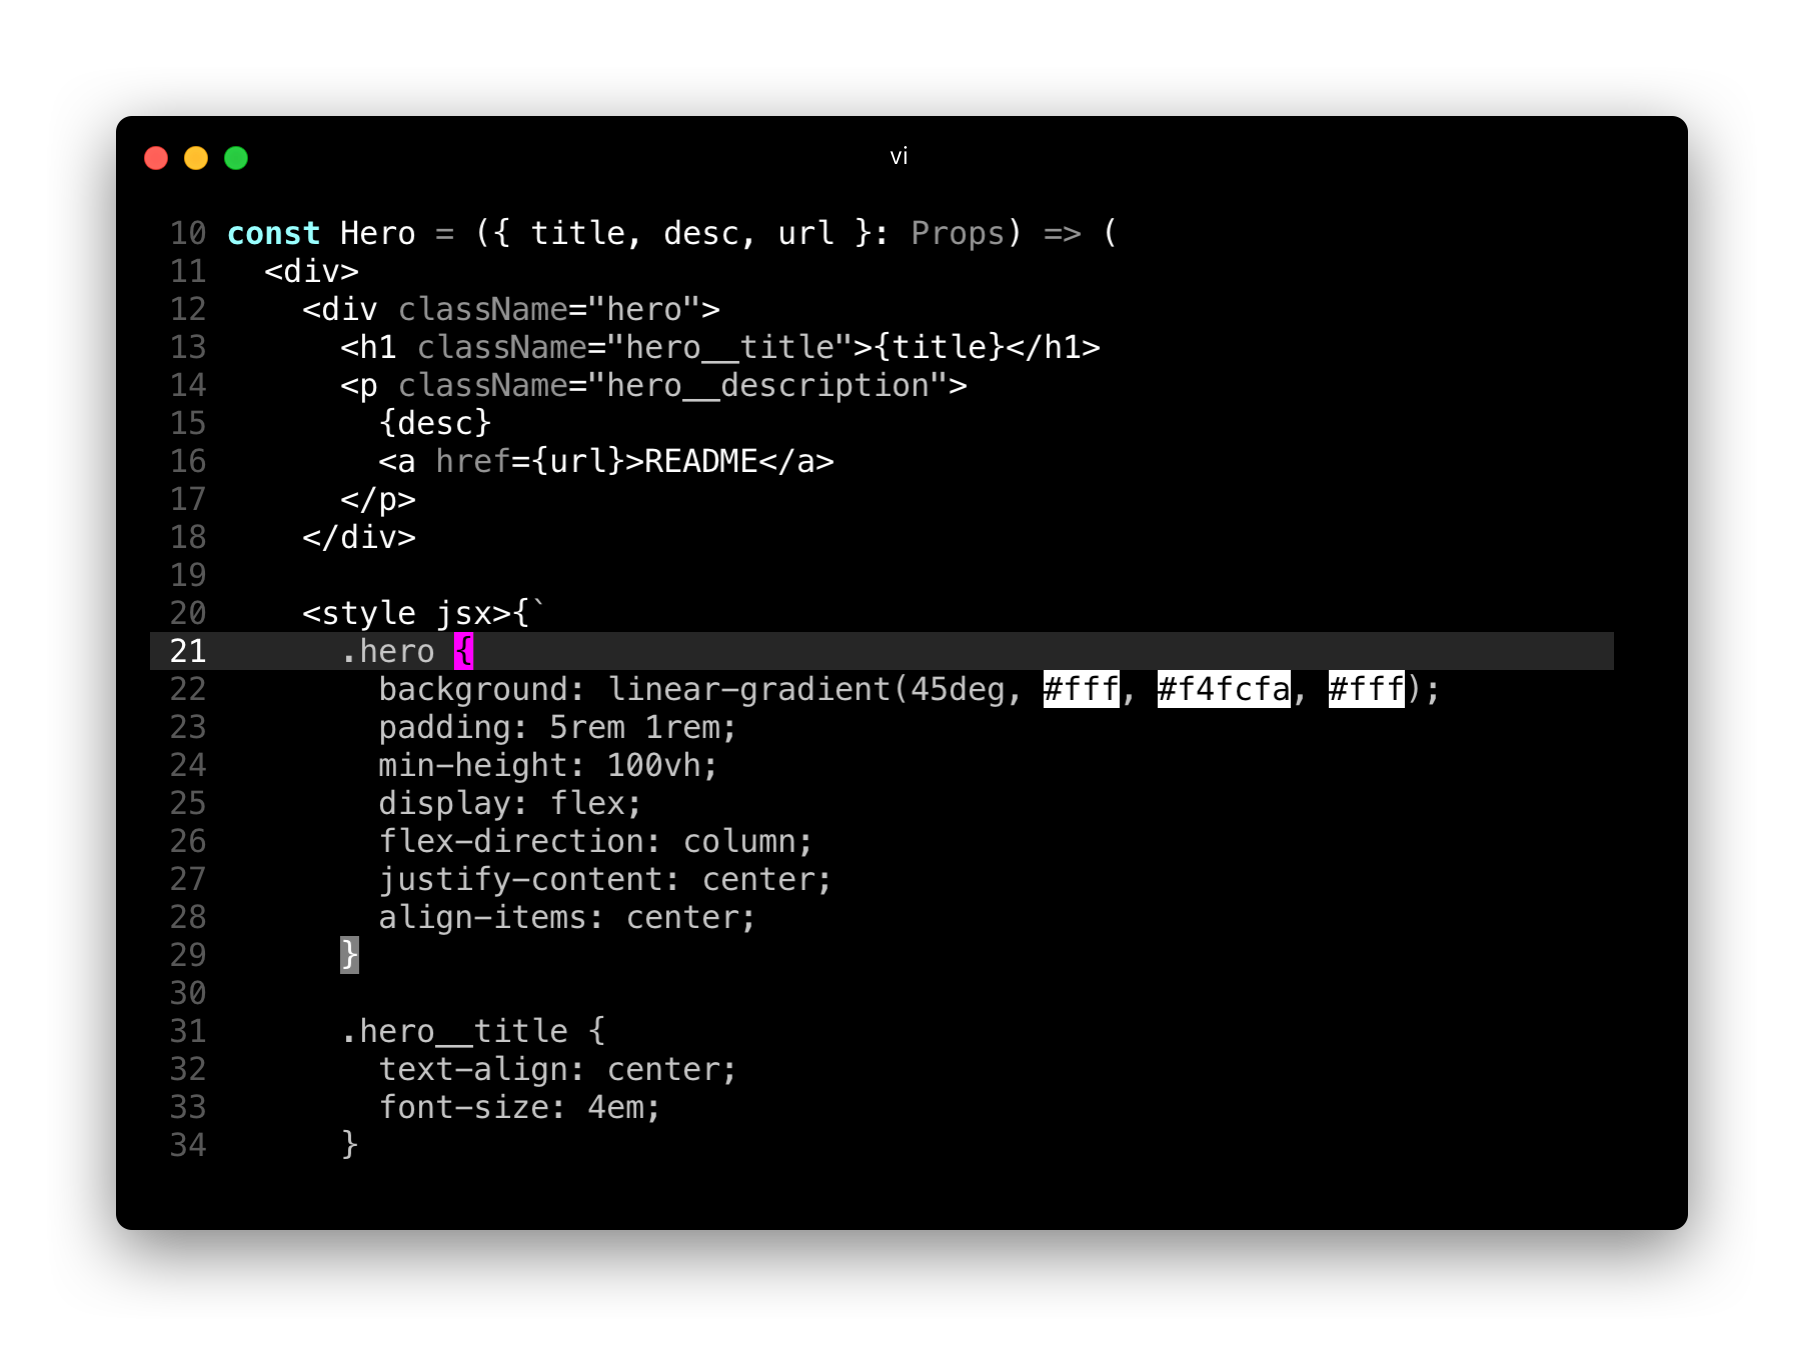 vi
10 const Hero = ({ title, desc, url }: Props) => (
11   <div>
12     <div className="hero">
13       <h1 className="hero__title">{title}</h1>
14       <p className="hero__description">
15         {desc}
16         <a href={url}>README</a>
17       </p>
18     </div>
19
20     <style jsx>{`
21       .hero {
22         background: linear-gradient(45deg, #fff, #f4fcfa, #fff);
23         padding: 5rem 1rem;
24         min-height: 100vh;
25         display: flex;
26         flex-direction: column;
27         justify-content: center;
28         align-items: center;
29       }
30
31       .hero__title {
32         text-align: center;
33         font-size: 4em;
34       }